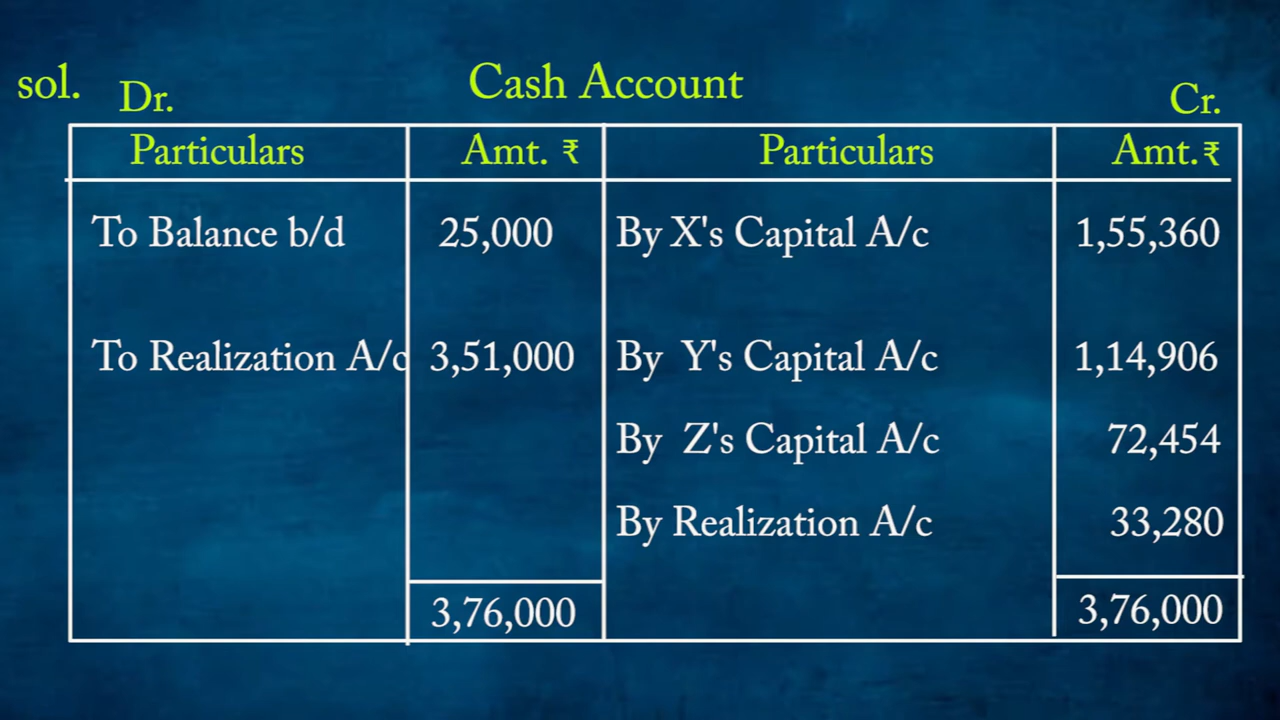 sol. Dr. Cash Account Cr.
Particulars Amt. ₹ Particulars Amt.₹
To Balance b/d 25,000 By X's Capital A/c 1,55,360
To Realization A/c 3,51,000 By Y's Capital A/c 1,14,906
By Z's Capital A/c 72,454
By Realization A/c 33,280
3,76,000 3,76,000